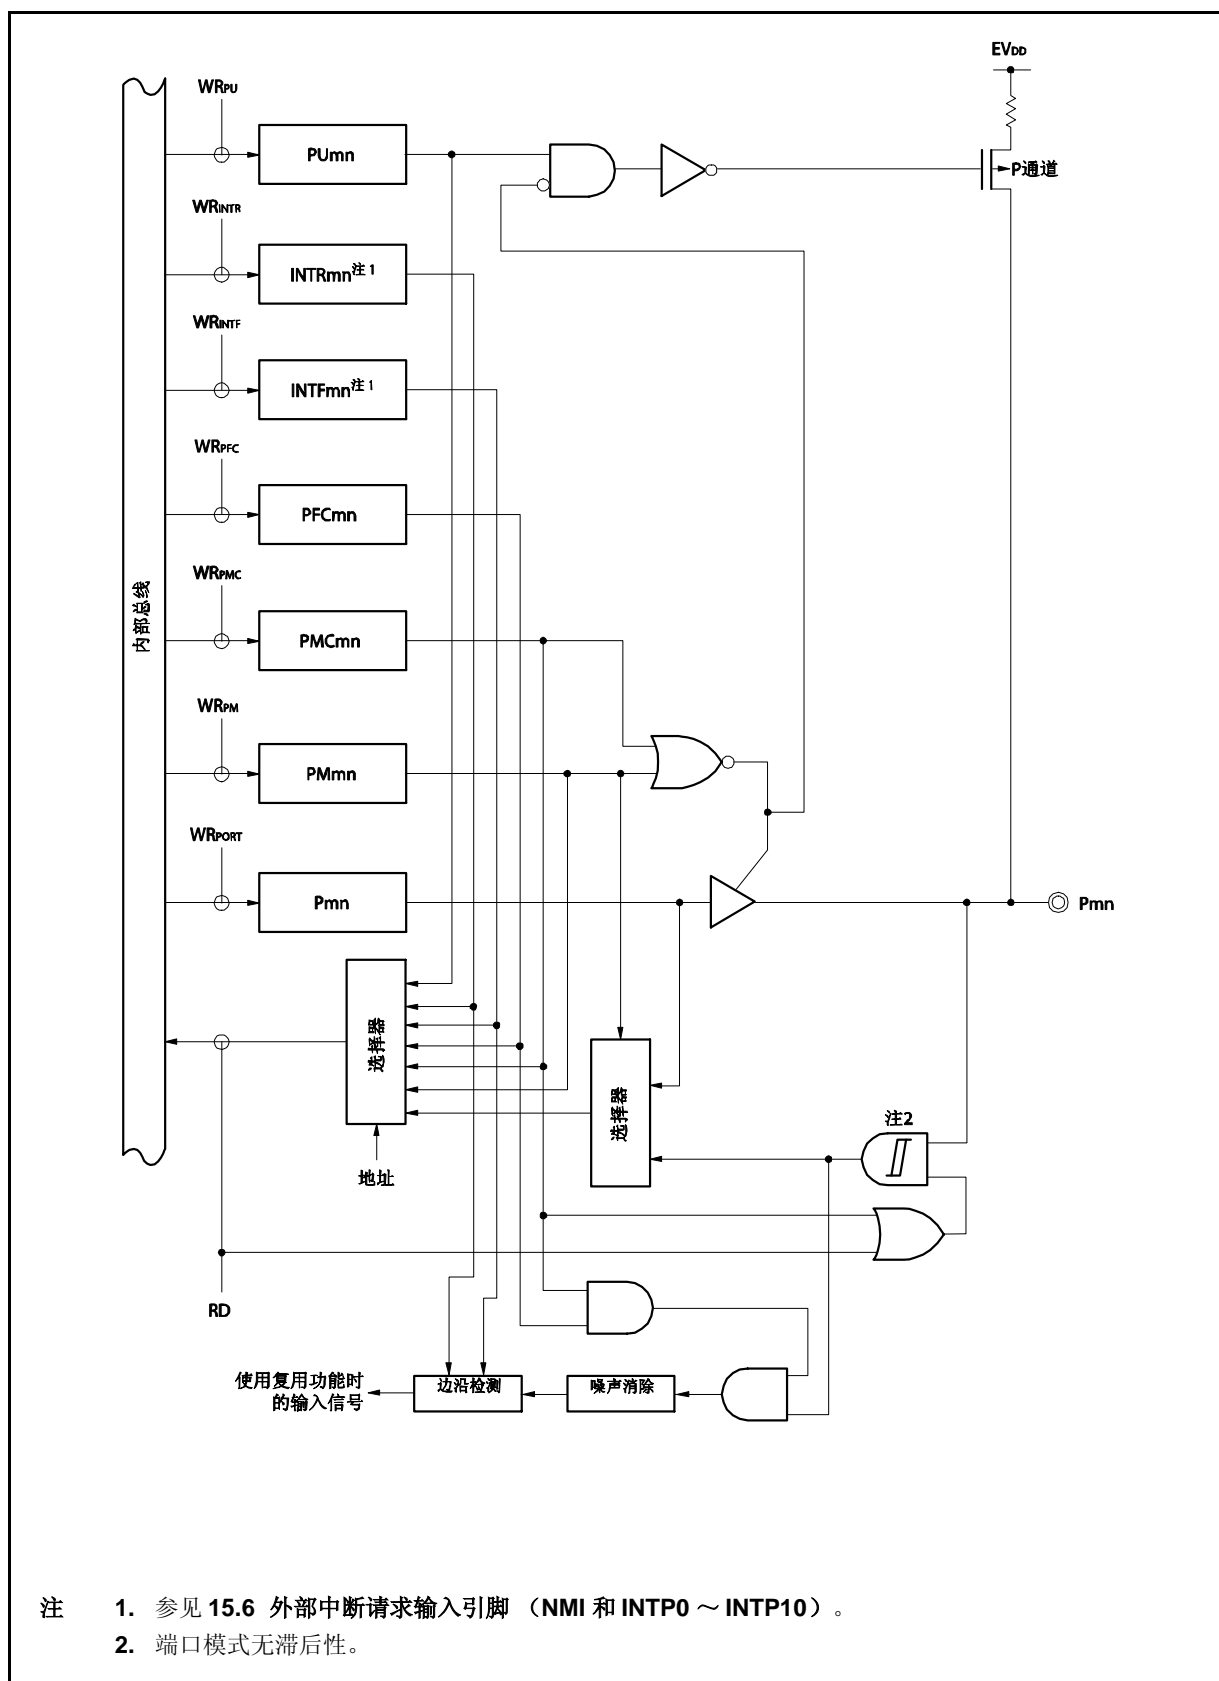 EVDD
WRPU
PUmn
P通道
WRINTR
INTRmn注 1
WRINTF
INTFmn注 1
WRPFC
PFCmn
WRPMC
PMCmn
内部总线
WRPM
PMmn
WRPORT
Pmn
Pmn
选择器
选择器
注2
地址
RD
使用复用功能时
的输入信号
边沿检测
噪声消除
注 1. 参见 15.6 外部中断请求输入引脚 （NMI 和 INTP0 ～ INTP10）。
2. 端口模式无滞后性。